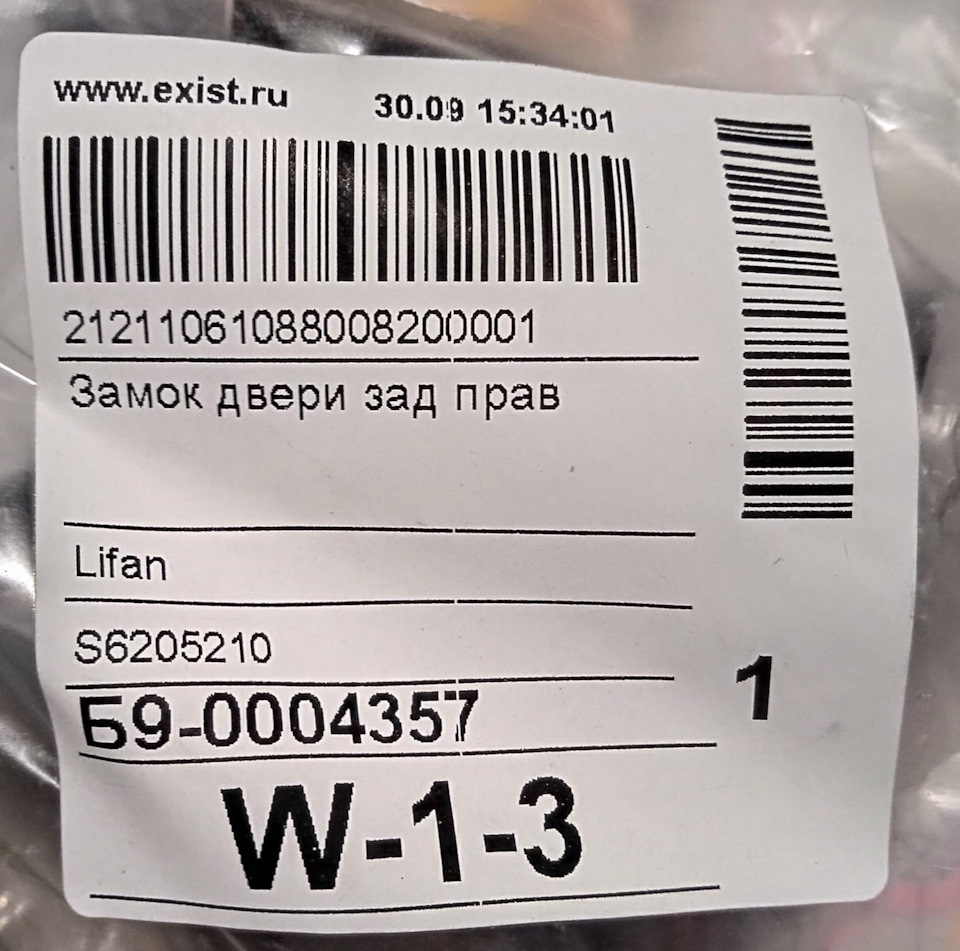 www.exist.ru 30.09 15:34:01
21211061088008200001
Замок двери зад прав
Lifan
S6205210
Б9-0004357
1
W-1-3